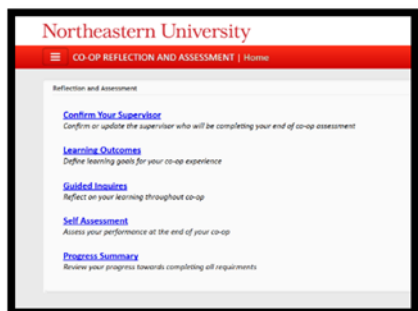 Northeastern University
CO-OP REFLECTION AND ASSESSMENT | Home
Reflection and Assessment
Confirm Your Supervisor
Confirm or update the supervisor who will be completing your end of co-op assessment
Learning Outcomes
Define learning goals for your co-op experience
Guided Inquires
Reflect on your learning throughout co-op
Self Assessment
Assess your performance at the end of your co-op
Progress Summary
Review your progress towards completing all requirments